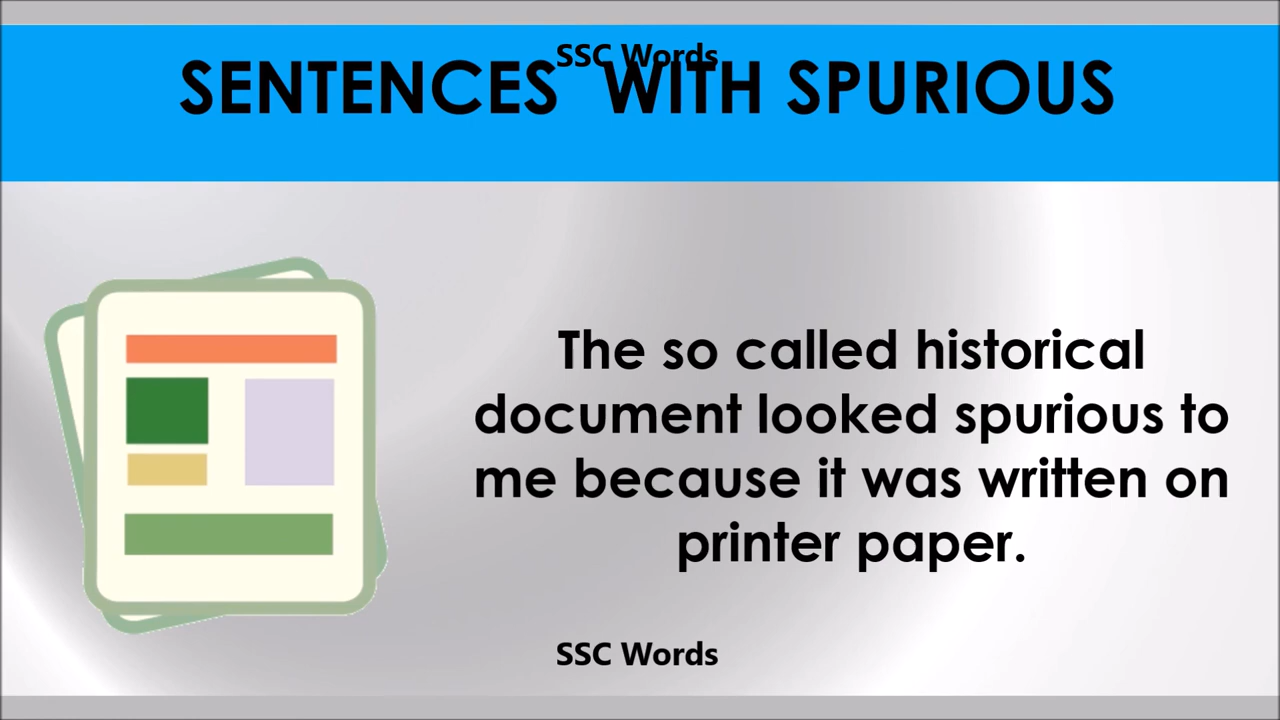 SSC Words
SENTENCES WITH SPURIOUS
The so called historical
document looked spurious to
me because it was written on
printer paper.
SSC Words